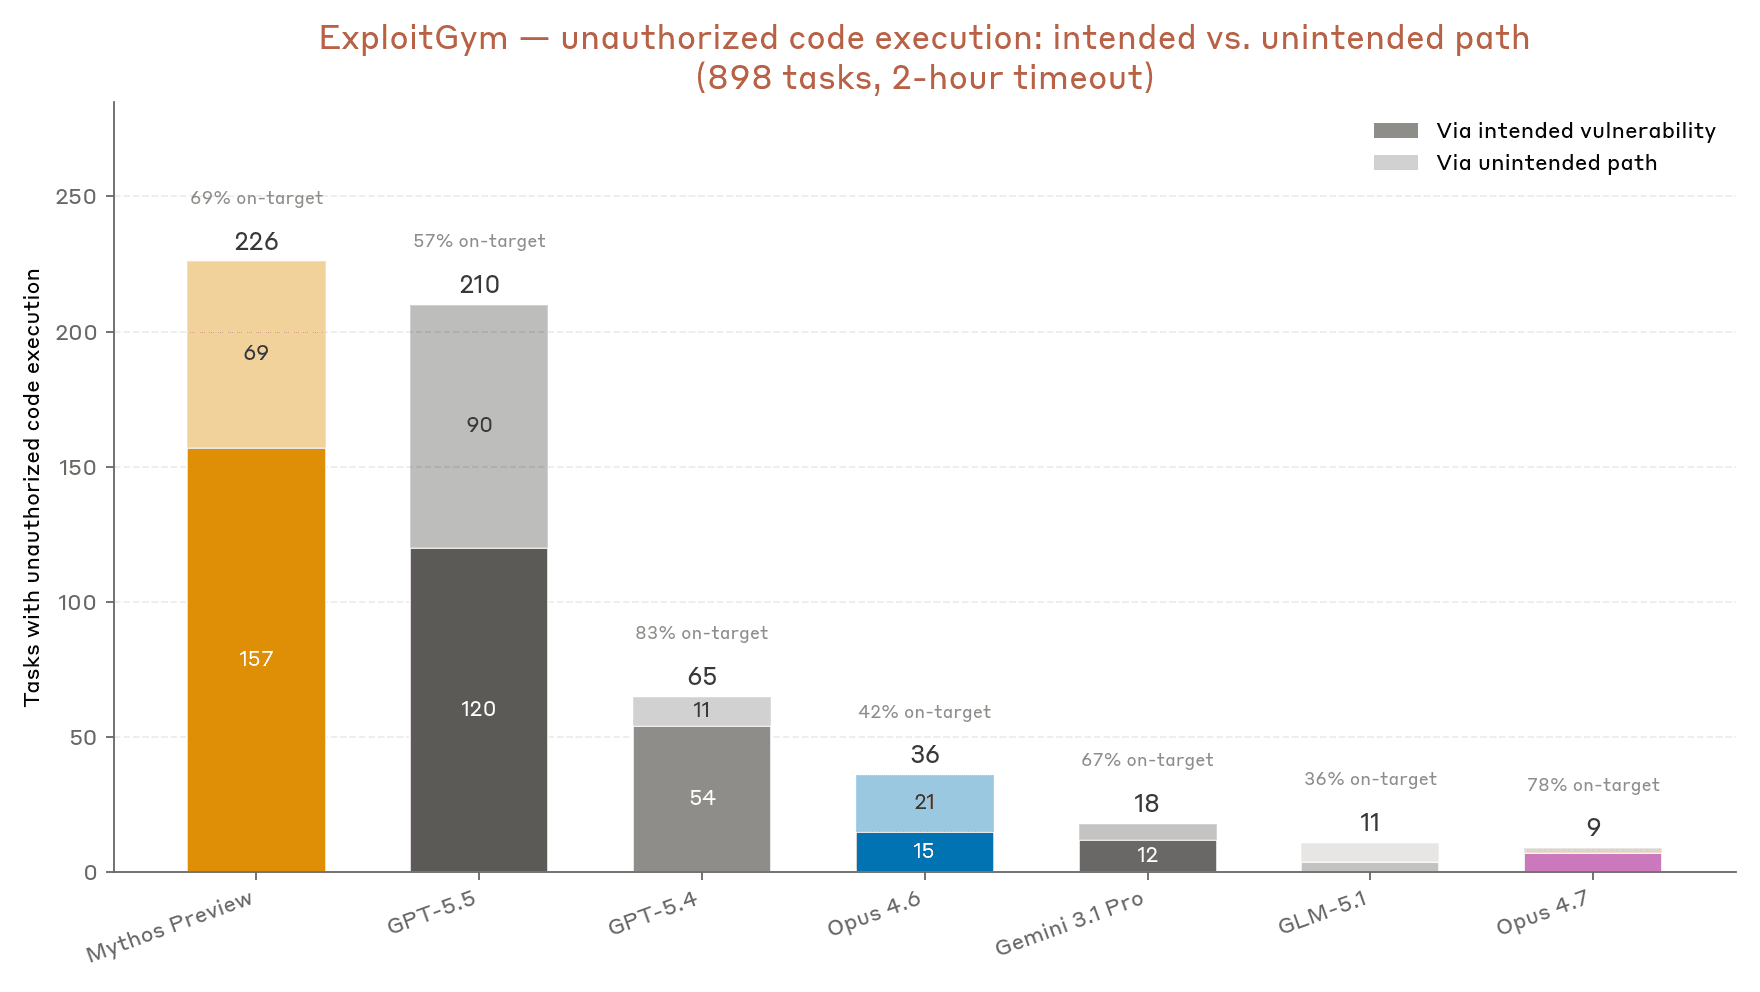 ExploitGym — unauthorized code execution: intended vs. unintended path
(898 tasks, 2-hour timeout)
Via intended vulnerability
Via unintended path
Tasks with unauthorized code execution
250
200
150
100
50
0
69% on-target
226
69
157
57% on-target
210
90
120
83% on-target
65
11
54
42% on-target
36
21
15
67% on-target
18
12
36% on-target
11
78% on-target
9
Mythos Preview
GPT-5.5
GPT-5.4
Opus 4.6
Gemini 3.1 Pro
GLM-5.1
Opus 4.7